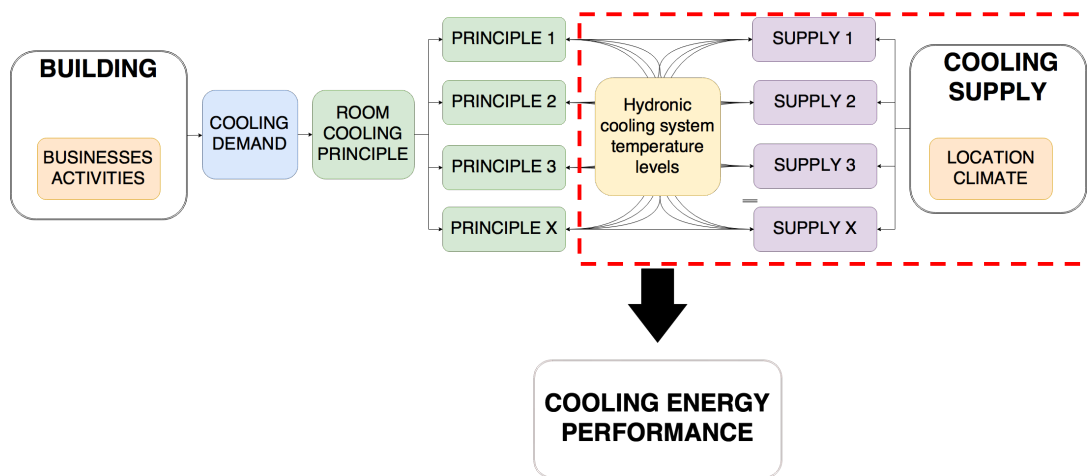 BUILDING
BUSINESSES
ACTIVITIES
COOLING
DEMAND
ROOM
COOLING
PRINCIPLE
PRINCIPLE 1
PRINCIPLE 2
PRINCIPLE 3
PRINCIPLE X
Hydronic
cooling system
temperature
levels
SUPPLY 1
SUPPLY 2
SUPPLY 3
SUPPLY X
COOLING
SUPPLY
LOCATION
CLIMATE
COOLING ENERGY
PERFORMANCE